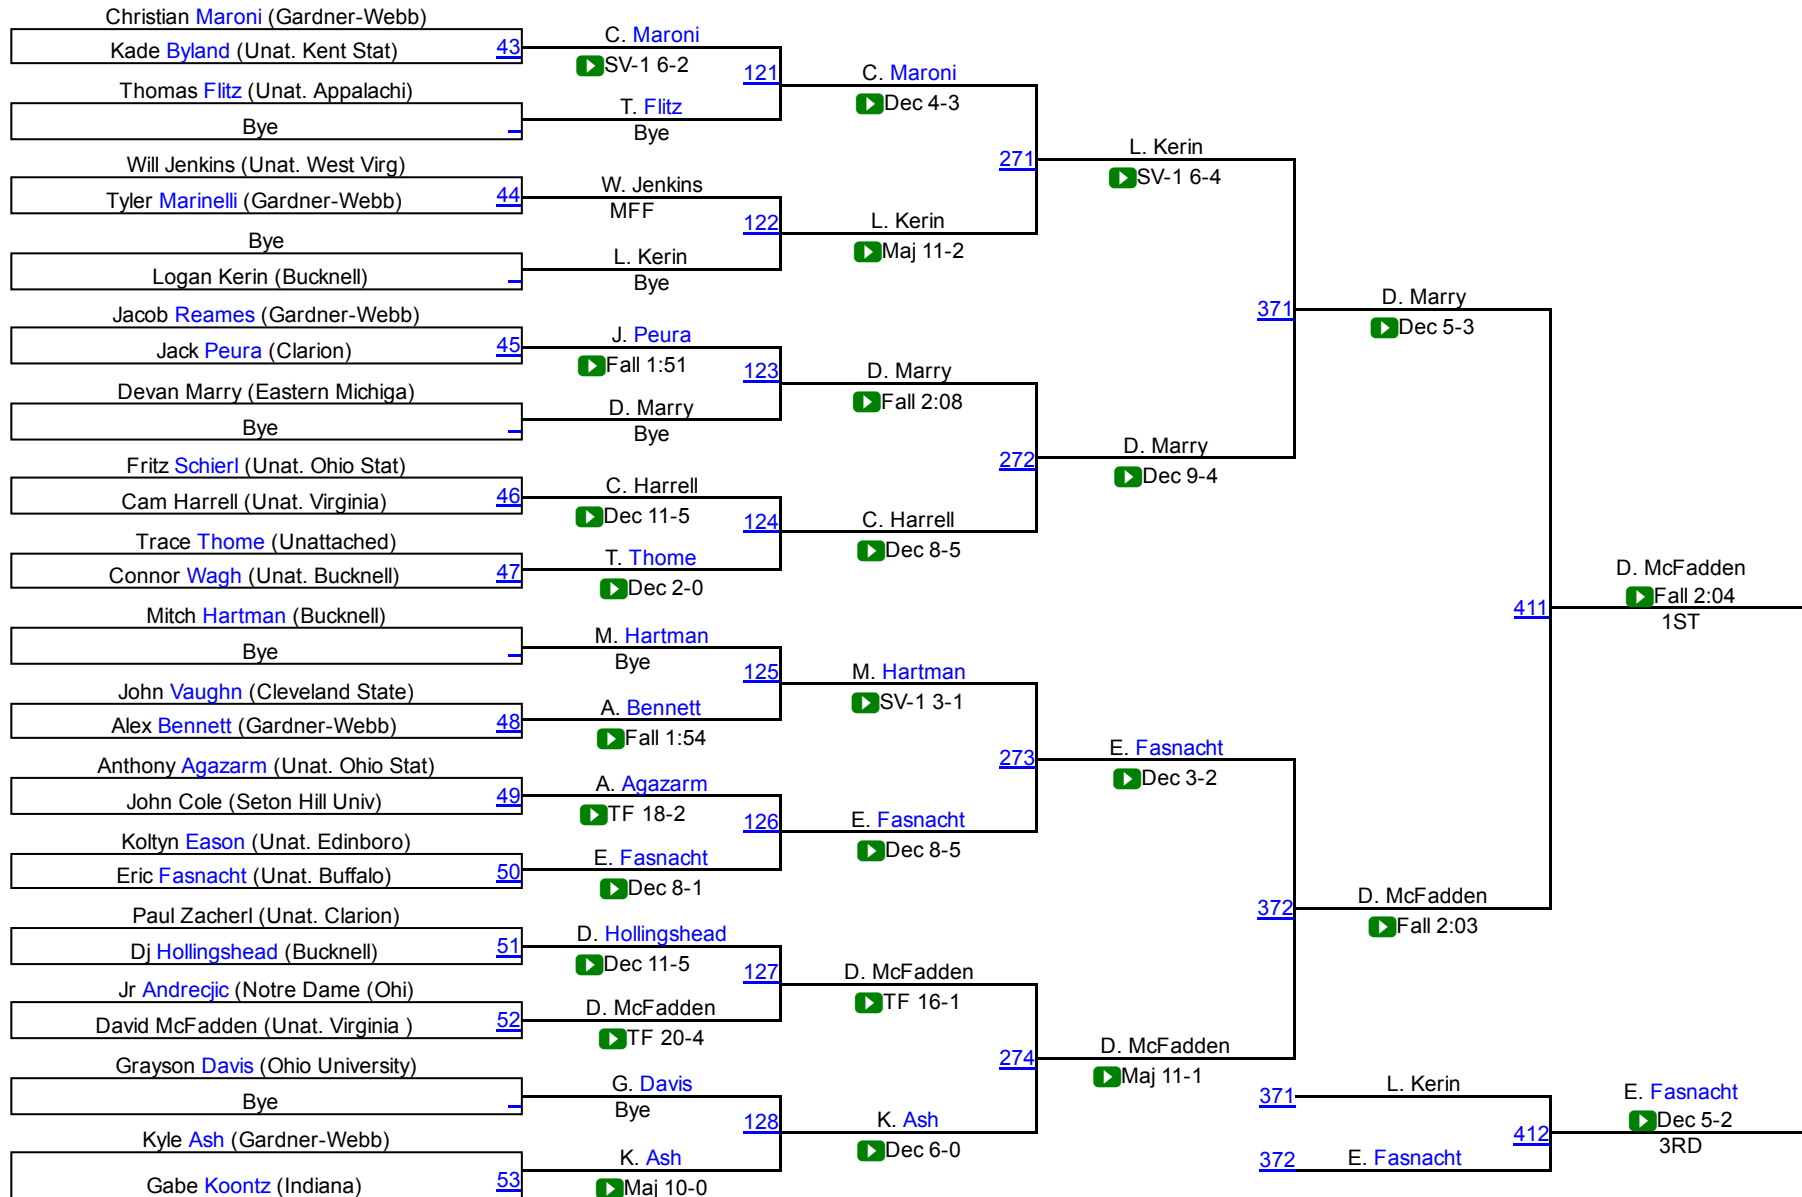 Christian Maroni (Gardner-Webb)
Kade Byland (Unat. Kent Stat) 43
Thomas Flitz (Unat. Appalachi)
Bye
Will Jenkins (Unat. West Virg)
Tyler Marinelli (Gardner-Webb) 44
Bye
Logan Kerin (Bucknell)
Jacob Reames (Gardner-Webb)
Jack Peura (Clarion) 45
Devan Marry (Eastern Michiga)
Bye
Fritz Schierl (Unat. Ohio Stat)
Cam Harrell (Unat. Virginia) 46
Trace Thome (Unattached)
Connor Wagh (Unat. Bucknell) 47
Mitch Hartman (Bucknell)
Bye
John Vaughn (Cleveland State)
Alex Bennett (Gardner-Webb) 48
Anthony Agazarm (Unat. Ohio Stat)
John Cole (Seton Hill Univ) 49
Koltyn Eason (Unat. Edinboro)
Eric Fasnacht (Unat. Buffalo) 50
Paul Zacherl (Unat. Clarion)
Dj Hollingshead (Bucknell) 51
Jr Andrecjic (Notre Dame (Ohi)
David McFadden (Unat. Virginia ) 52
Grayson Davis (Ohio University)
Bye
Kyle Ash (Gardner-Webb)
Gabe Koontz (Indiana) 53
C. Maroni
SV-1 6-2
121
T. Flitz
Bye
W. Jenkins
MFF
122
L. Kerin
Bye
J. Peura
Fall 1:51
123
D. Marry
Bye
C. Harrell
Dec 11-5
124
T. Thome
Dec 2-0
M. Hartman
Bye
125
A. Bennett
Fall 1:54
A. Agazarm
TF 18-2
126
E. Fasnacht
Dec 8-1
D. Hollingshead
Dec 11-5
127
D. McFadden
TF 20-4
G. Davis
Bye
128
K. Ash
Maj 10-0
C. Maroni
Dec 4-3
271
L. Kerin
Maj 11-2
D. Marry
Fall 2:08
272
C. Harrell
Dec 8-5
M. Hartman
SV-1 3-1
273
E. Fasnacht
Dec 8-5
D. McFadden
TF 16-1
274
K. Ash
Dec 6-0
L. Kerin
SV-1 6-4
371
D. Marry
Dec 9-4
E. Fasnacht
Dec 3-2
372
D. McFadden
Maj 11-1
D. Marry
Dec 5-3
411
D. McFadden
Fall 2:03
D. McFadden
Fall 2:04
1ST
371 L. Kerin
412
372 E. Fasnacht
E. Fasnacht
Dec 5-2
3RD